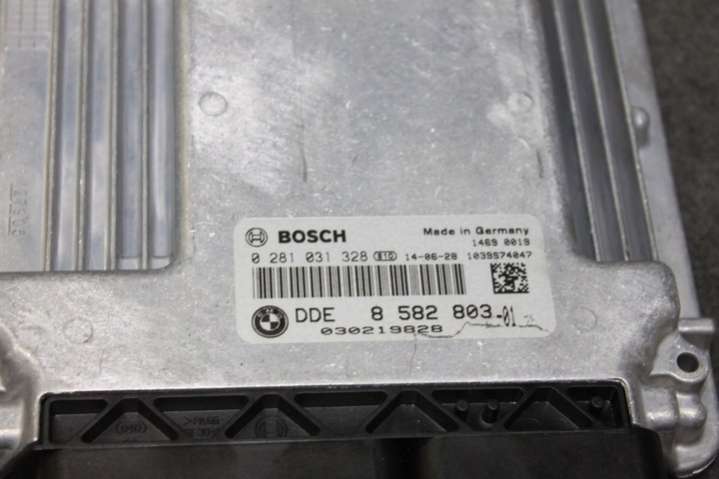 BOSCH
Made in Germany
1469 0019
0 281 031 328 14-06-28 1039S74047
DDE 8 582 803-01
030219828